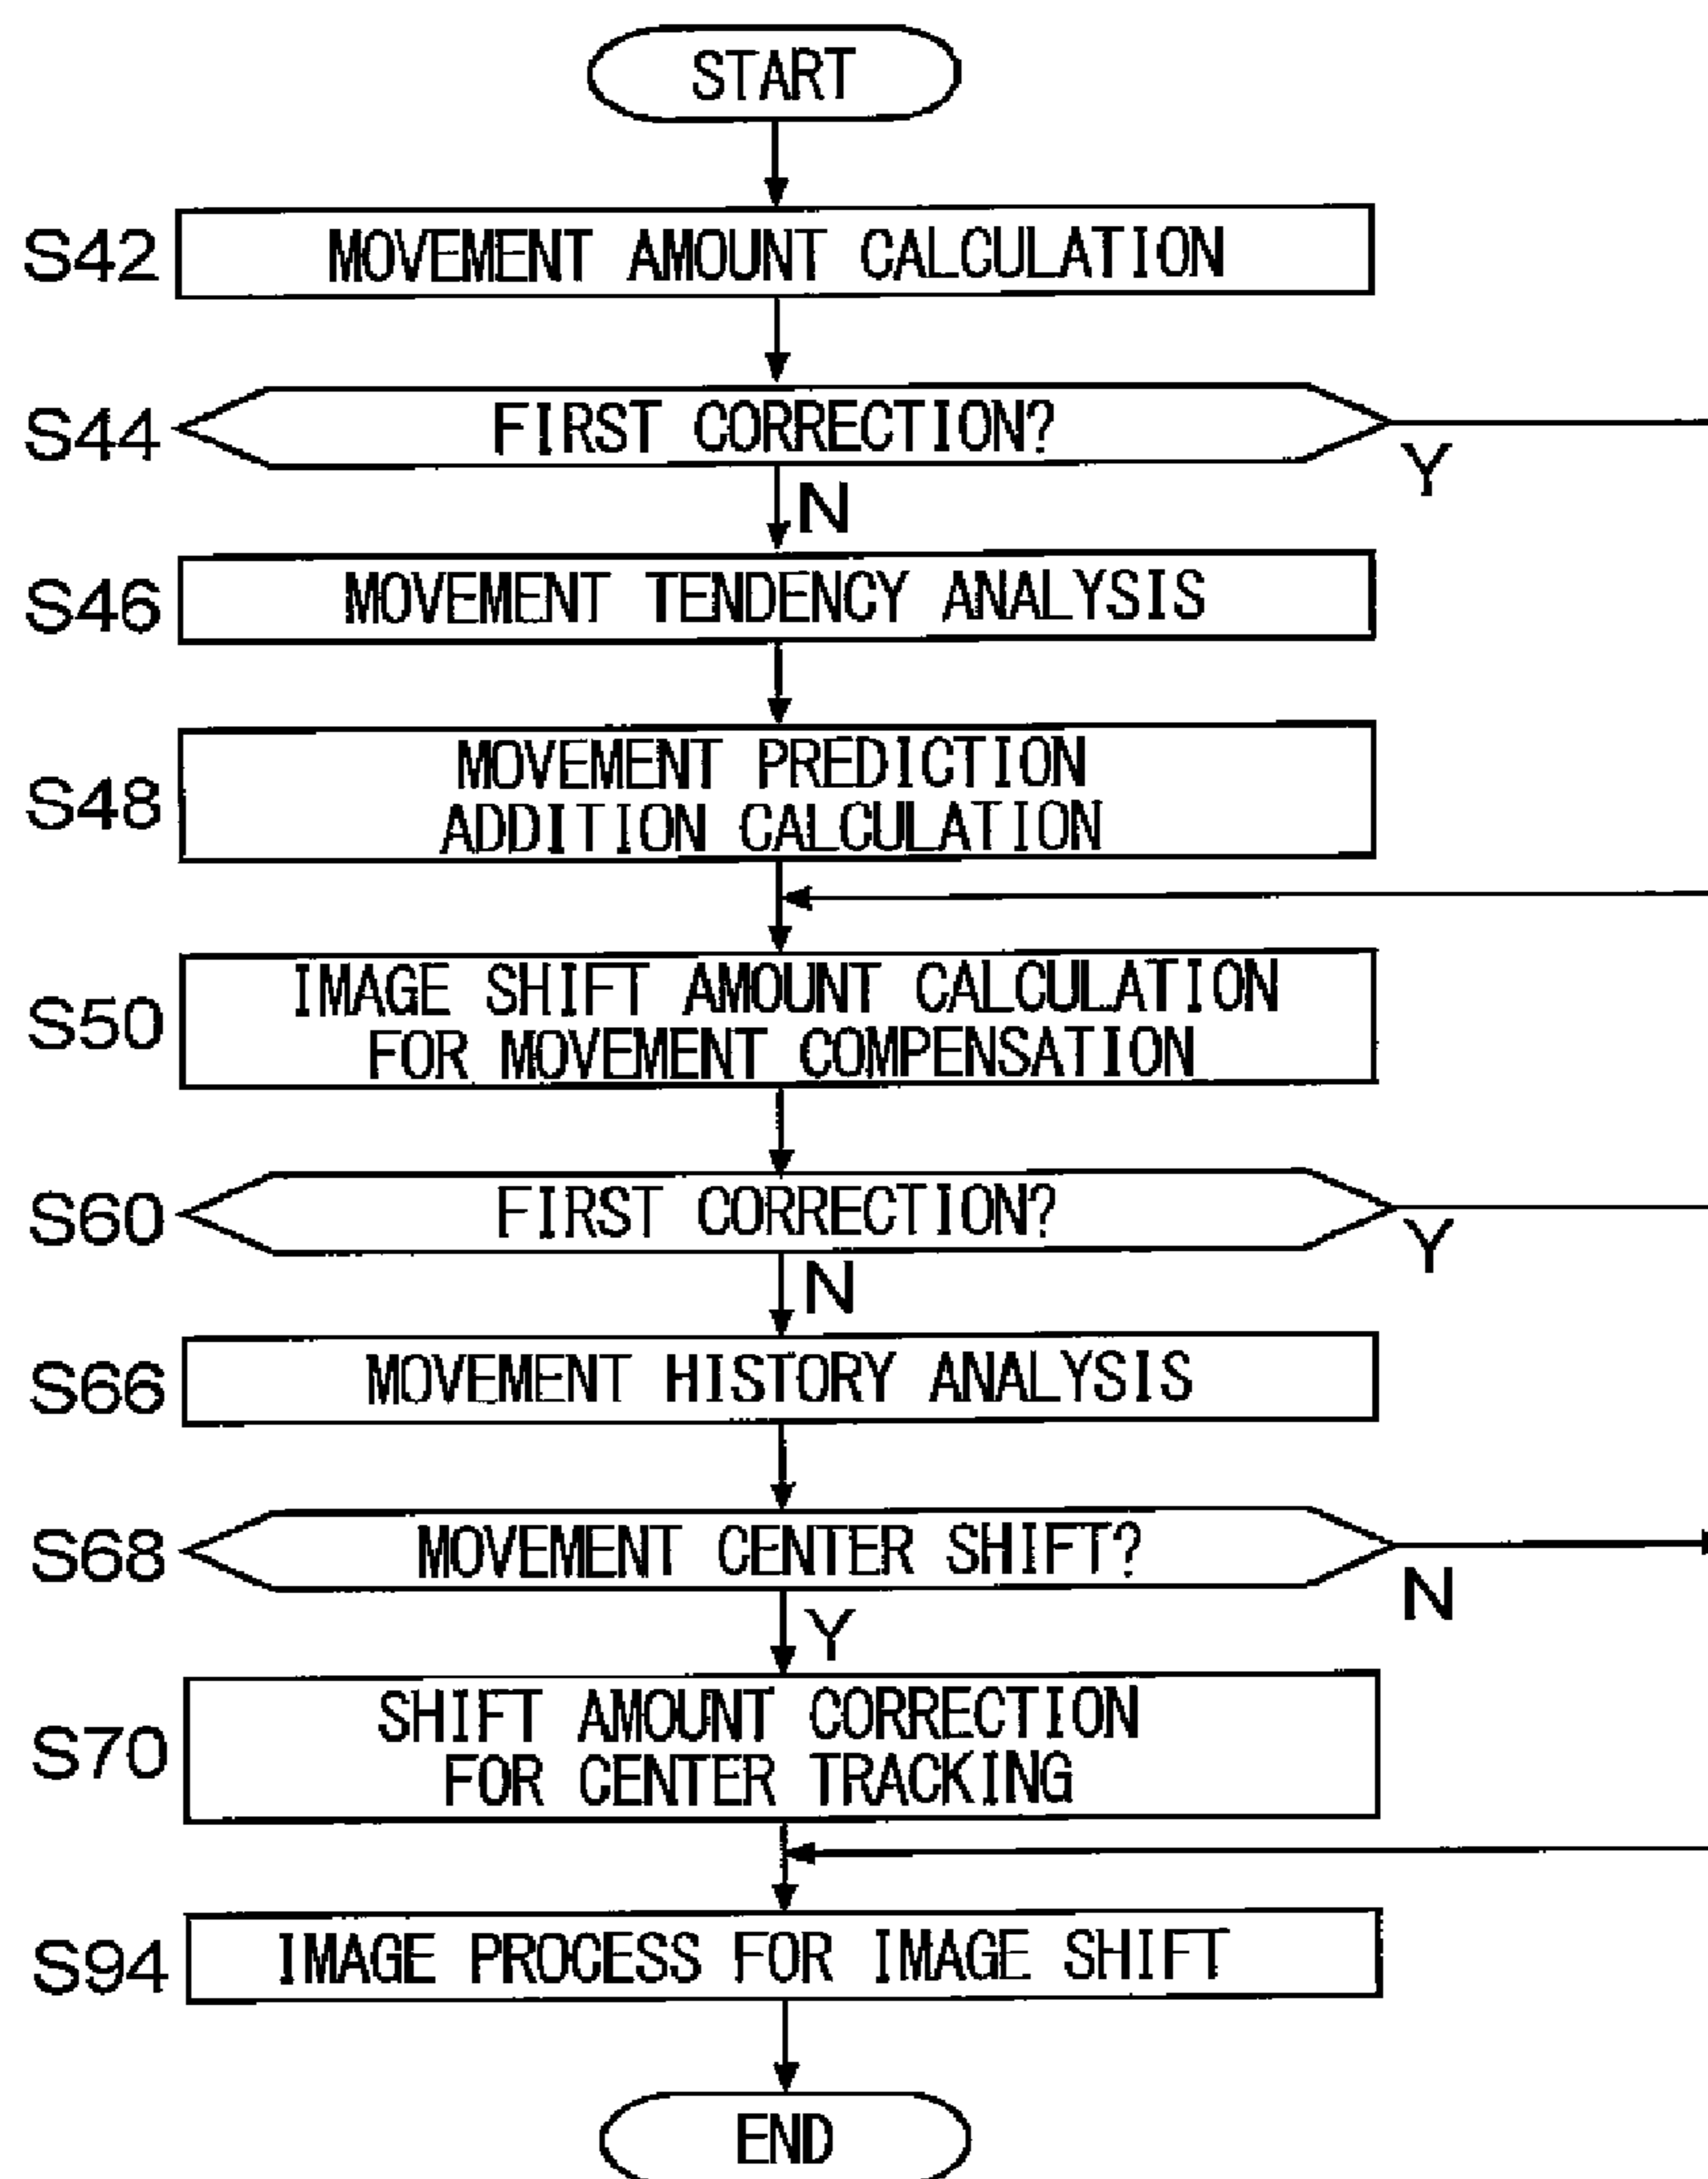 START
S42 MOVEMENT AMOUNT CALCULATION
S44 FIRST CORRECTION?
Y
N
S46 MOVEMENT TENDENCY ANALYSIS
S48 MOVEMENT PREDICTION
ADDITION CALCULATION
S50 IMAGE SHIFT AMOUNT CALCULATION
FOR MOVEMENT COMPENSATION
S60 FIRST CORRECTION?
Y
N
S66 MOVEMENT HISTORY ANALYSIS
S68 MOVEMENT CENTER SHIFT?
N
Y
S70 SHIFT AMOUNT CORRECTION
FOR CENTER TRACKING
S94 IMAGE PROCESS FOR IMAGE SHIFT
END